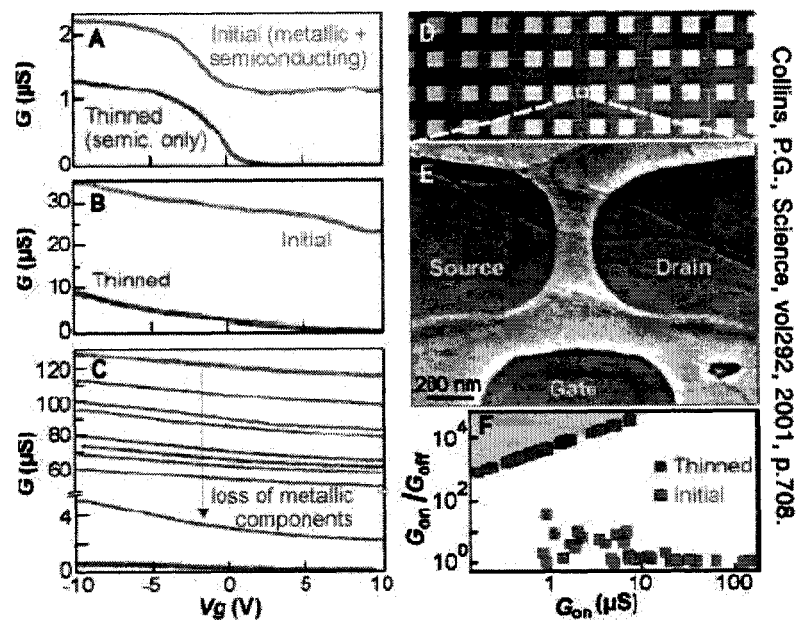 A
Initial (metallic +
semiconducting)
Thinned
(semic. only)
G (µS)
2
1
0
B
Initial
Thinned
G (µS)
30
20
10
0
C
loss of metallic
components
G (µS)
120
100
80
60
4
0
-10
-5
0
5
10
Vg (V)
D
E
Source
Drain
Gate
200 nm
F
Thinned
Initial
Gon/Goff
10^4
10^2
10^0
1
10
100
Gon (µS)
Collins, P.G., Science, vol292, 2001, p.708.